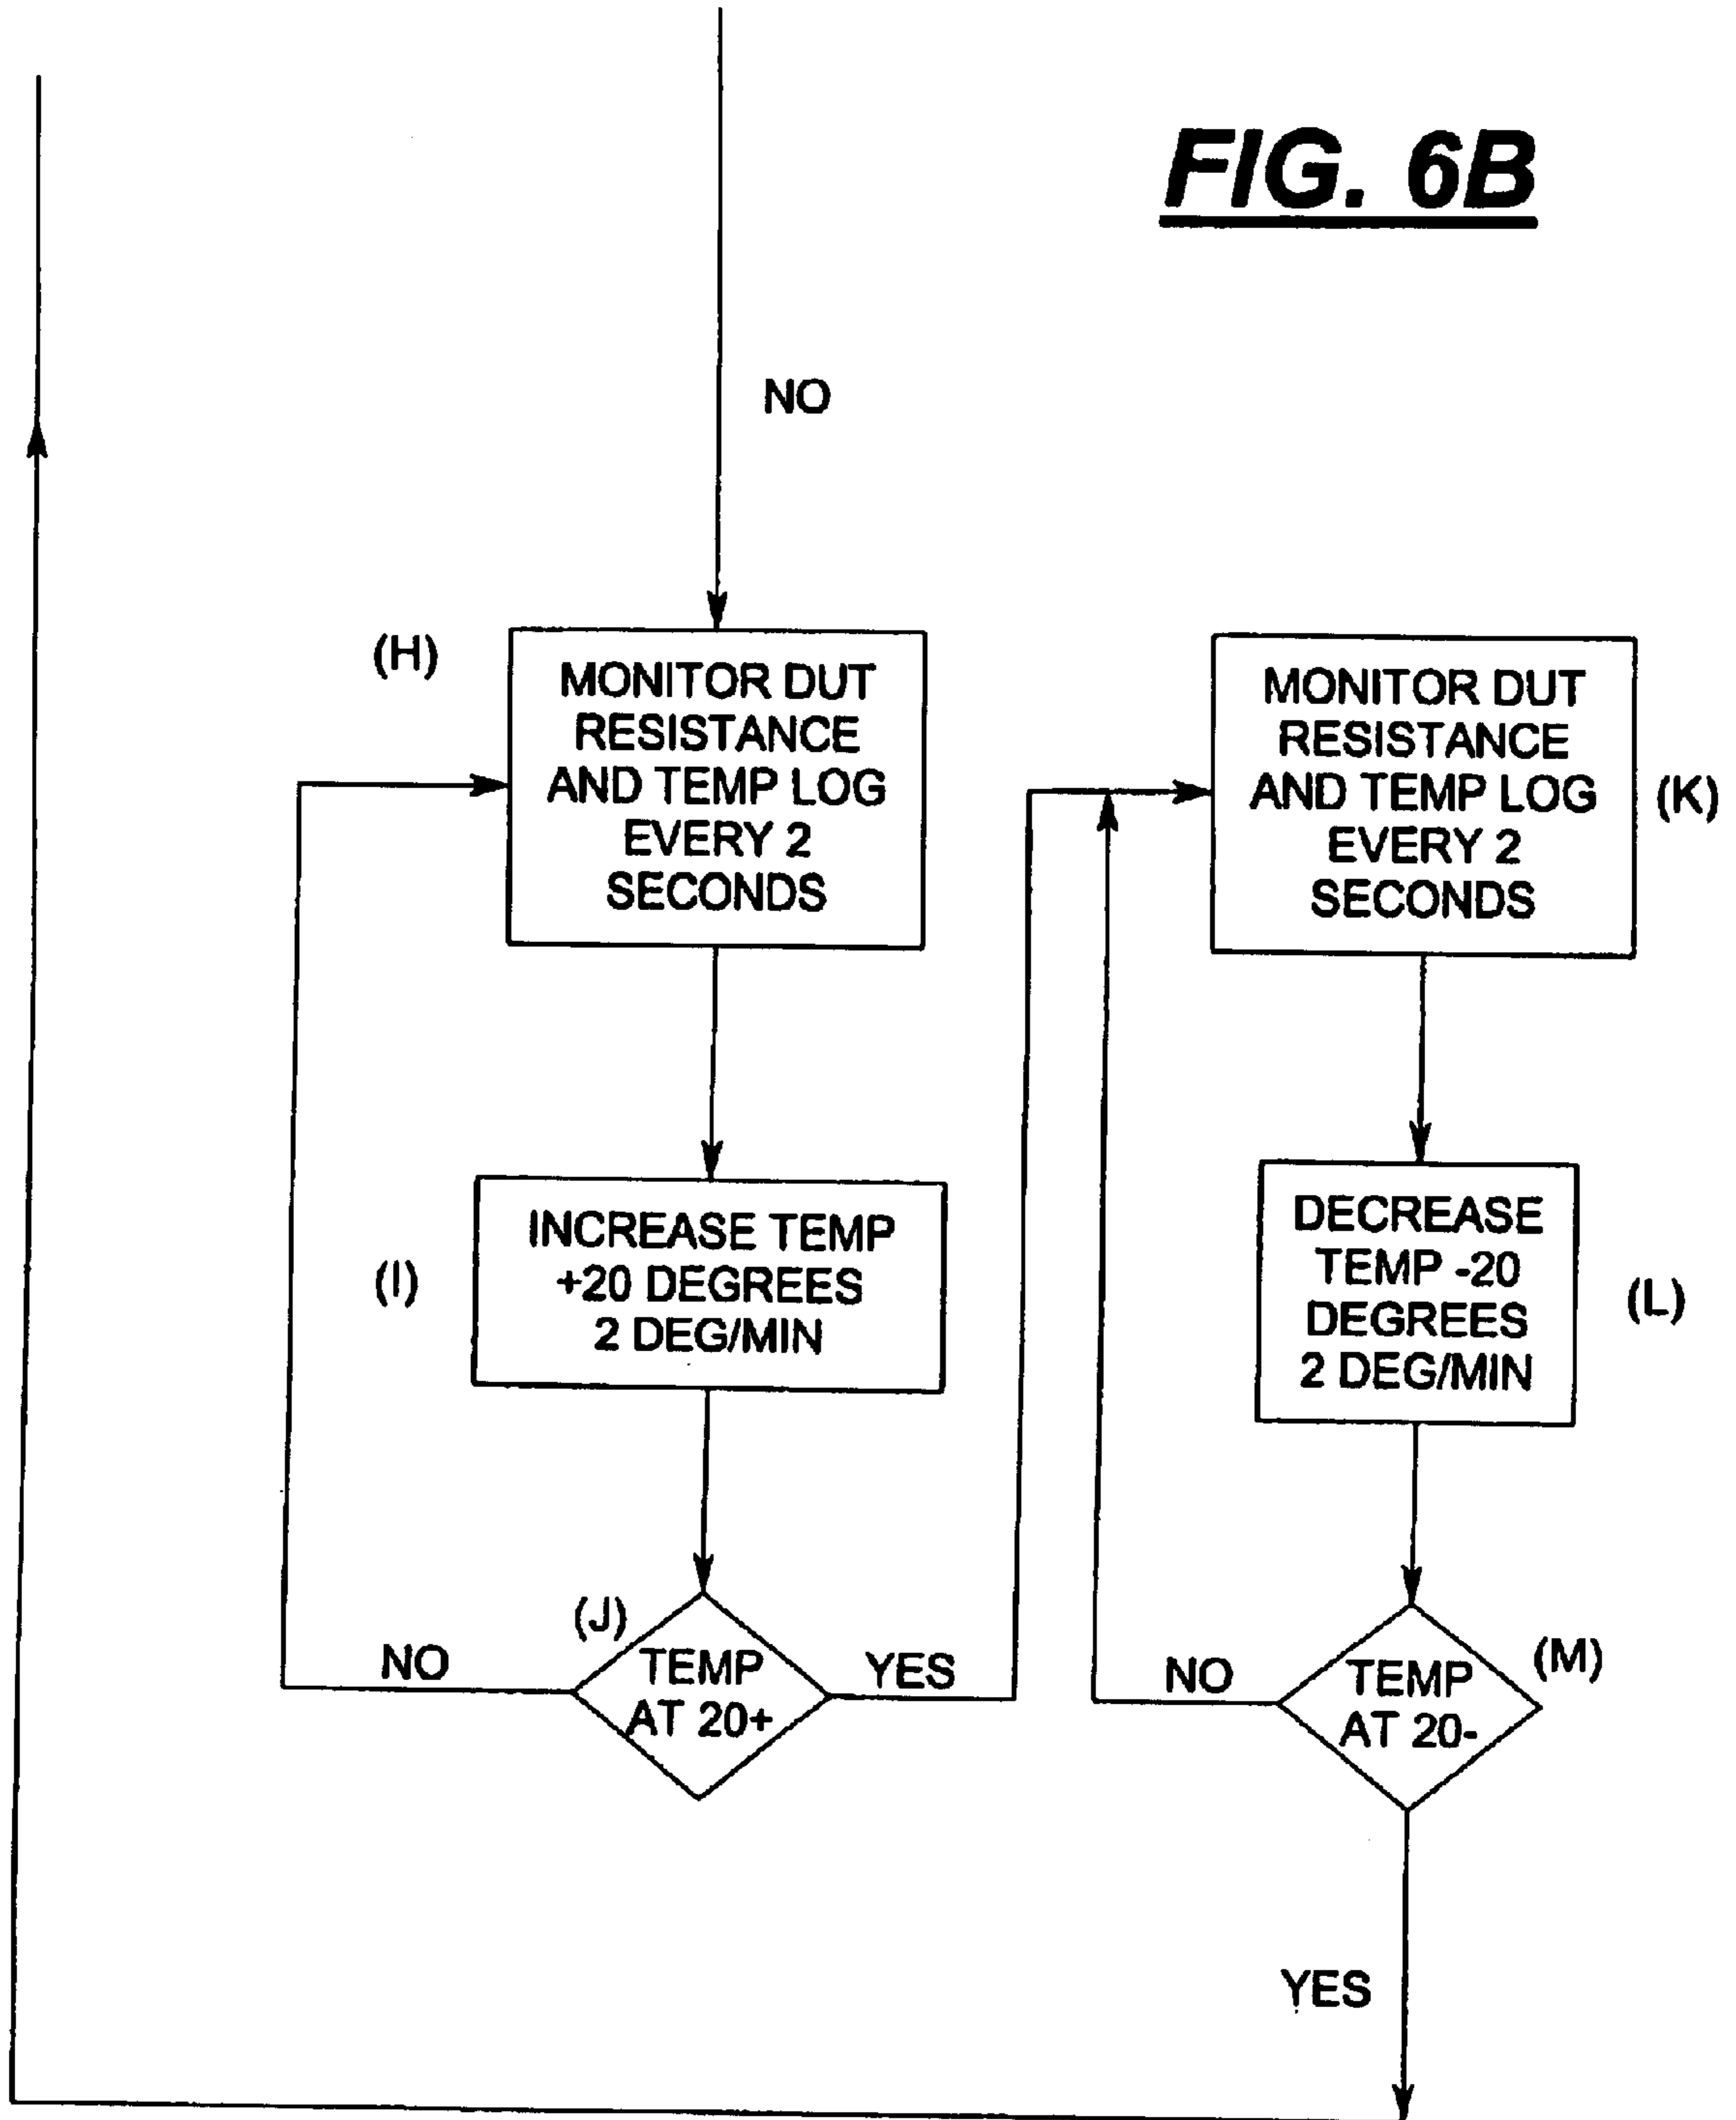 FIG. 6B
NO
(H)
MONITOR DUT
RESISTANCE
AND TEMP LOG
EVERY 2
SECONDS
MONITOR DUT
RESISTANCE
AND TEMP LOG
EVERY 2
SECONDS
(K)
(I)
INCREASE TEMP
+20 DEGREES
2 DEG/MIN
DECREASE
TEMP -20
DEGREES
2 DEG/MIN
(L)
(J)
NO
TEMP
AT 20+
YES
NO
TEMP
AT 20-
(M)
YES